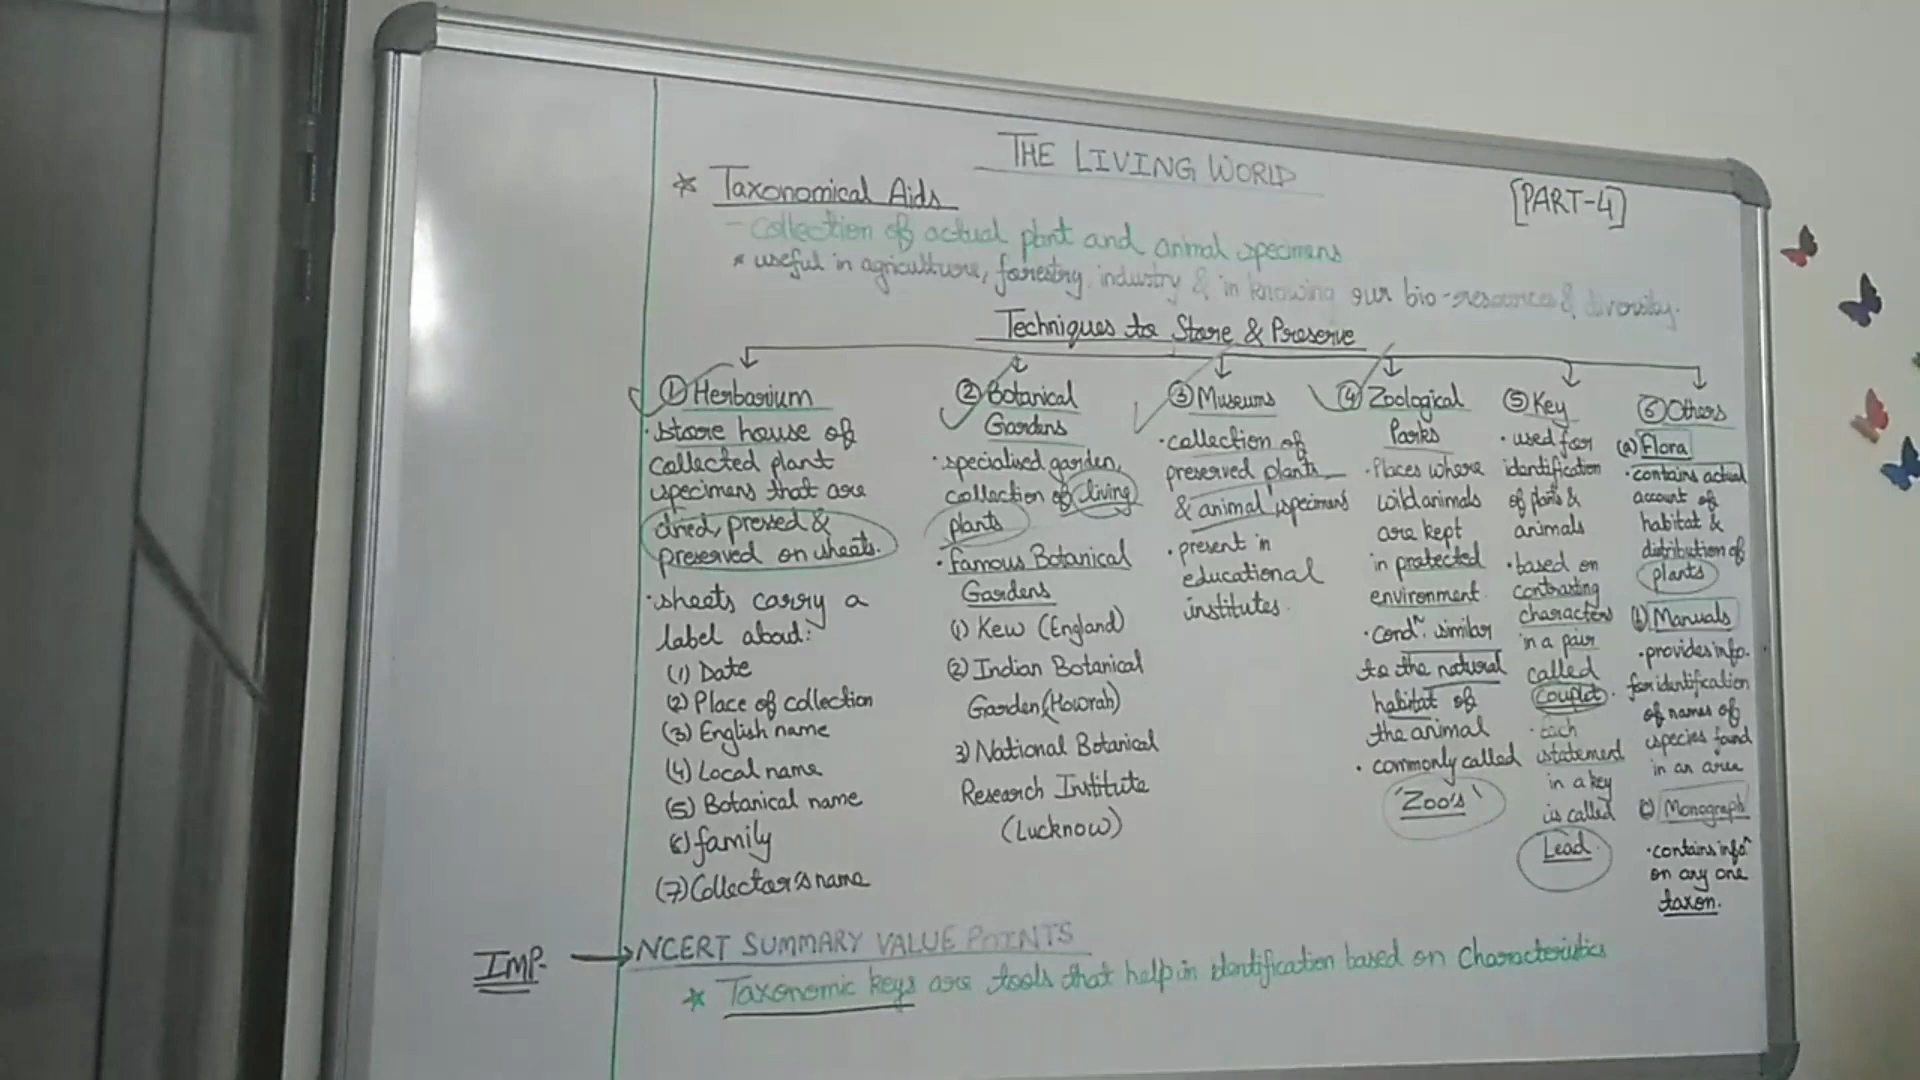 THE LIVING WORLD
[PART-4]
* Taxonomical Aids
- collection of actual plant and animal specimens
* useful in agriculture, forestry, industry & in knowing our bio-resources & diversity.
Techniques to Store & Preserve
① Herbarium
· store house of
collected plant
specimens that are
dried, pressed &
preserved on sheets.
· sheets carry a
label about:
(1) Date
(2) Place of collection
(3) English name
(4) Local name
(5) Botanical name
(6) family
(7) Collector's name
② Botanical
Gardens
· specialised garden,
collection of living
plants
· famous Botanical
Gardens
(1) Kew (England)
② Indian Botanical
Garden (Howrah)
3) National Botanical
Research Institute
(Lucknow)
③ Museums
· collection of
preserved plants
& animal specimens
· present in
educational
institutes.
④ Zoological
Parks
· Places where
wild animals
are kept
in protected
environment.
· Condⁿ. similar
to the natural
habitat of
the animal
· commonly called
'Zoo's'
⑤ Key
· used for
identification
of plants &
animals
· based on
contrasting
characters
in a pair
called
Couplet.
· Each
statement
in a key
is called
Lead.
⑥ Others
(a) Flora
· contains actual
account of
habitat &
distribution of
plants
(b) Manuals
· provides info.
for identification
of names of
species found
in an area
(c) Monograph
· contains infoⁿ
on any one
taxon.
IMP. → NCERT SUMMARY VALUE POINTS
* Taxonomic keys are tools that help in identification based on Characteristics